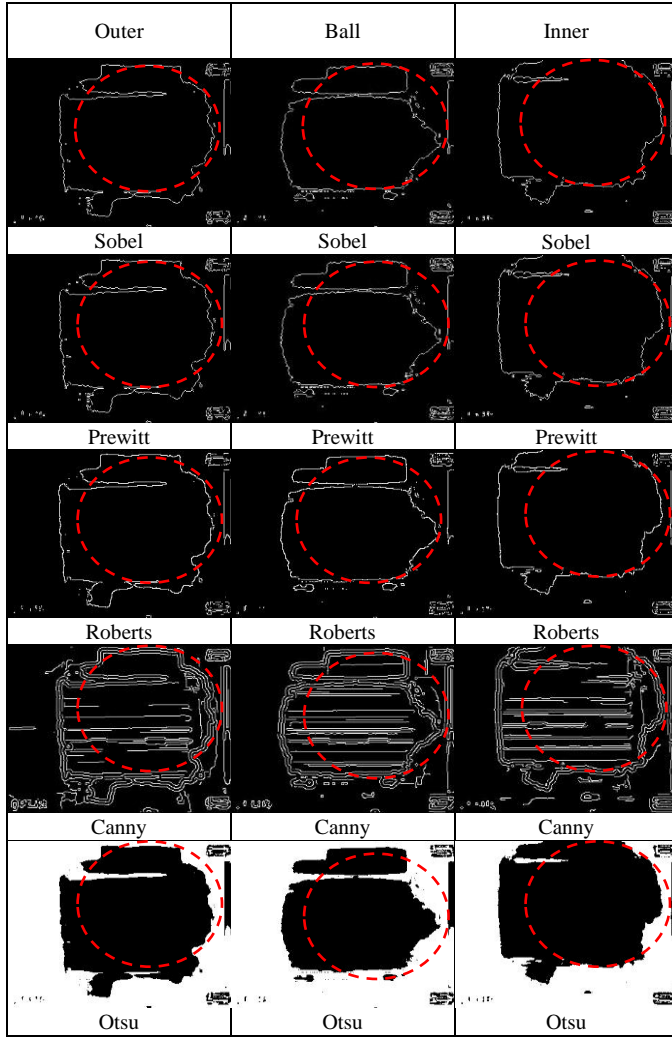 Outer Ball Inner
Sobel Sobel Sobel
Prewitt Prewitt Prewitt
Roberts Roberts Roberts
Canny Canny Canny
Otsu Otsu Otsu